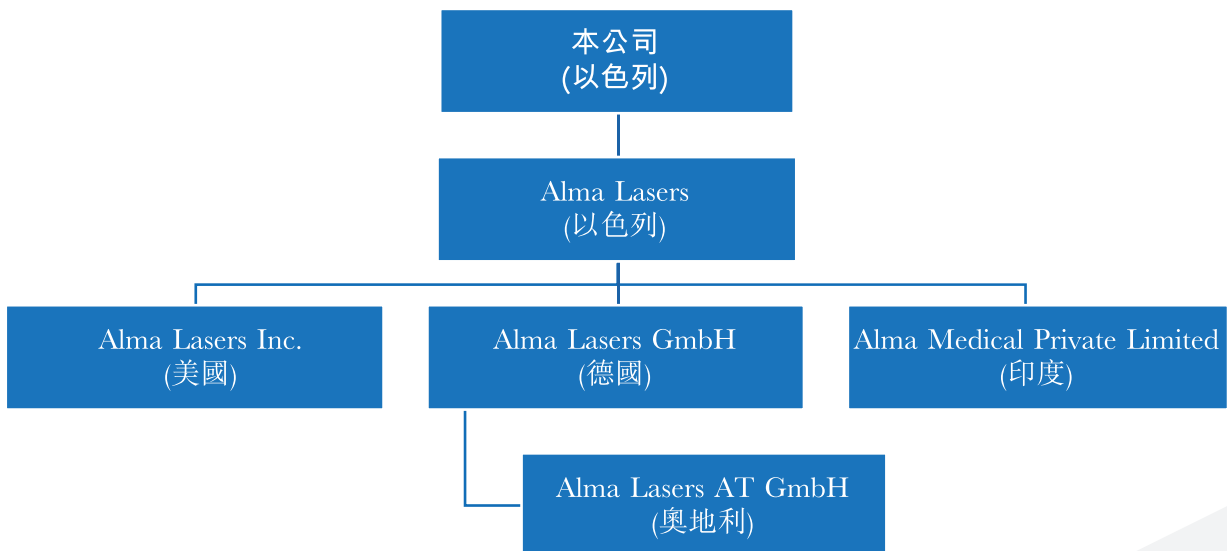 本公司
(以色列)
Alma Lasers
(以色列)
Alma Lasers Inc.
(美國)
Alma Lasers GmbH
(德國)
Alma Medical Private Limited
(印度)
Alma Lasers AT GmbH
(奧地利)